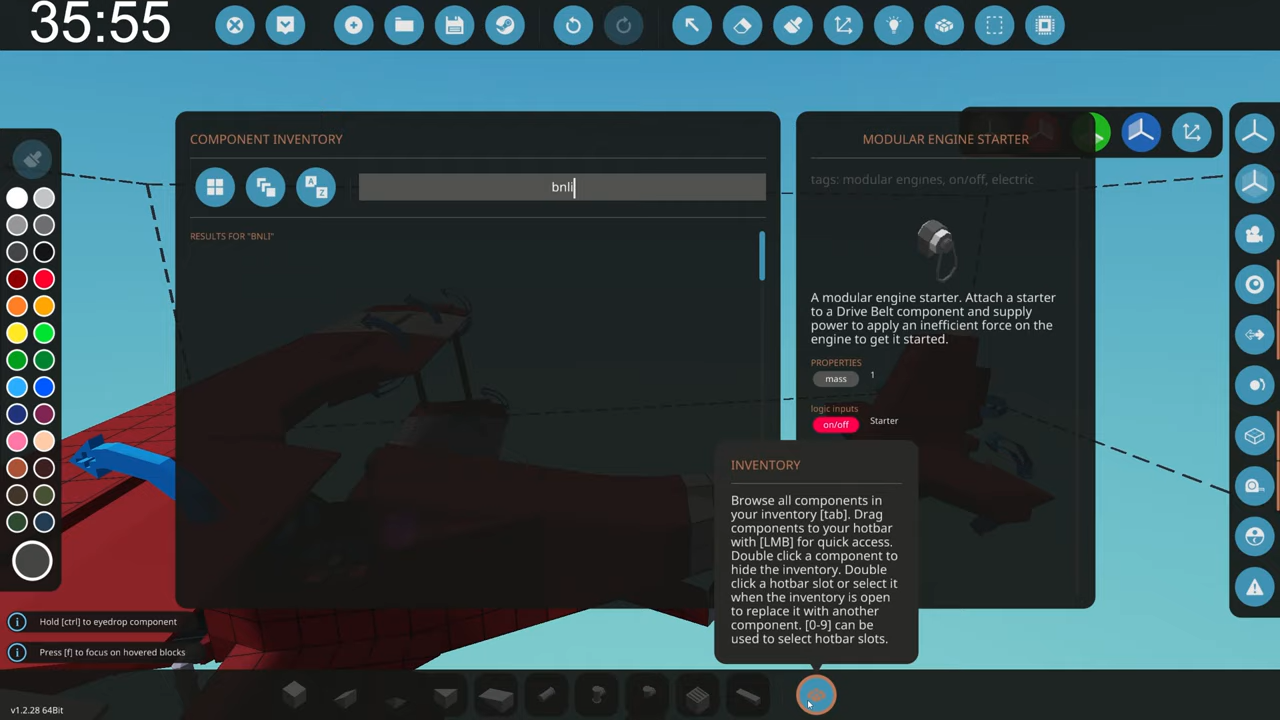 35:55
COMPONENT INVENTORY
A
Z
bnli
RESULTS FOR "BNLI"
MODULAR ENGINE STARTER
tags: modular engines, on/off, electric
A modular engine starter. Attach a starter
to a Drive Belt component and supply
power to apply an inefficient force on the
engine to get it started.
PROPERTIES
mass 1
logic inputs
on/off Starter
INVENTORY
Browse all components in
your inventory [tab]. Drag
components to your hotbar
with [LMB] for quick access.
Double click a component to
hide the inventory. Double
click a hotbar slot or select it
when the inventory is open
to replace it with another
component. [0-9] can be
used to select hotbar slots.
Hold [ctrl] to eyedrop component
Press [f] to focus on hovered blocks
v1.2.28 64Bit